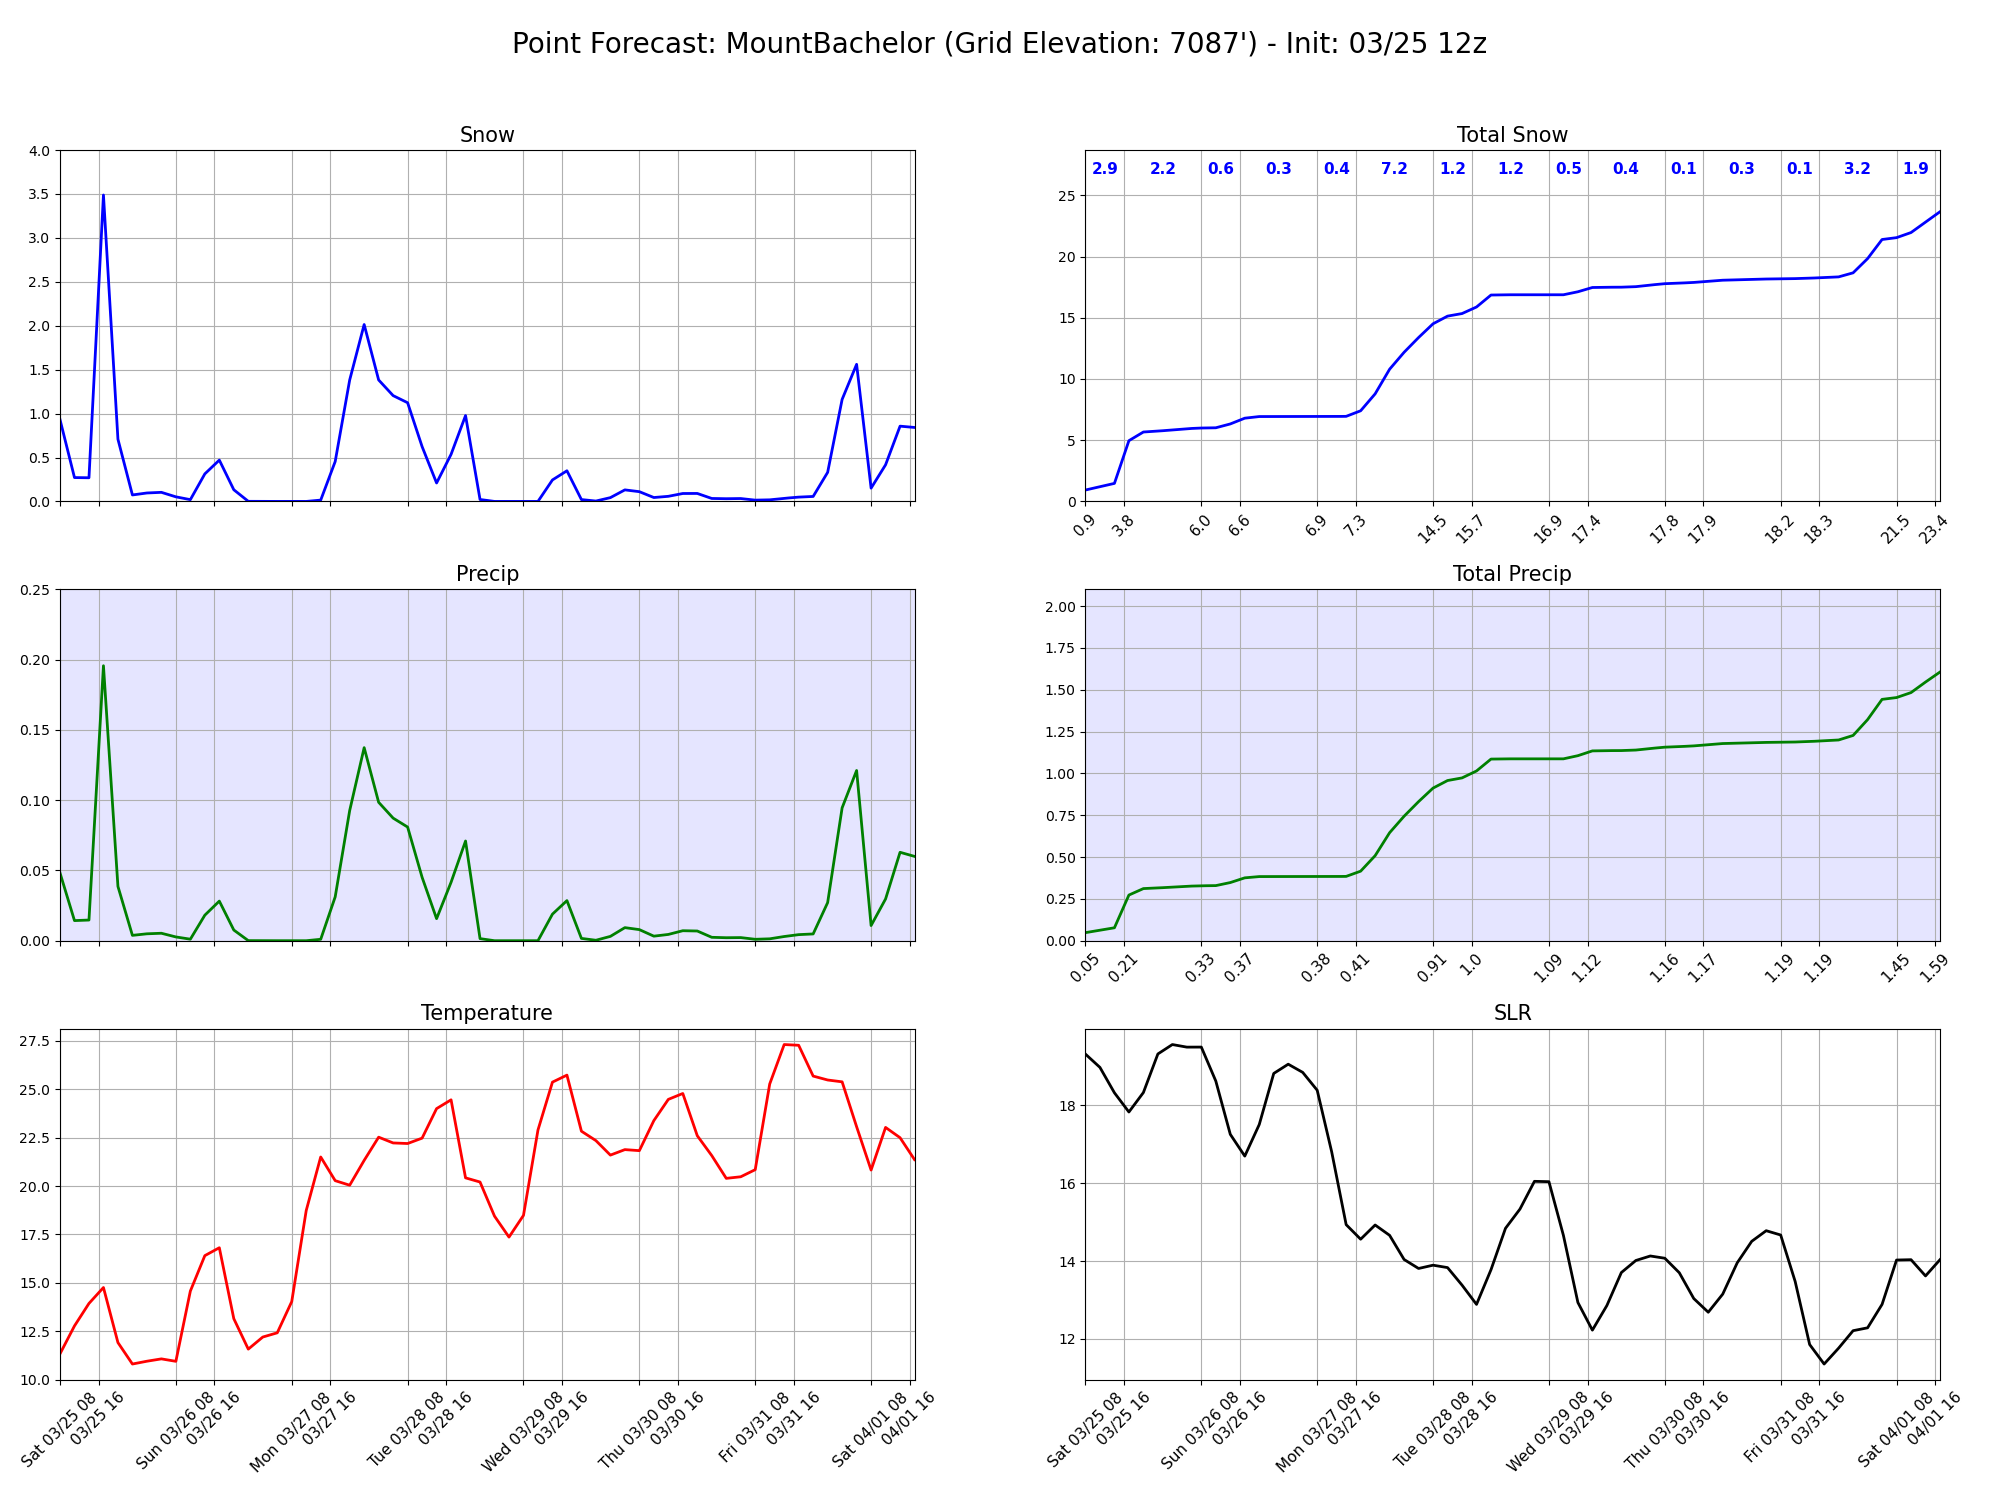 Point Forecast: MountBachelor (Grid Elevation: 7087') - Init: 03/25 12z
Snow
4.0
3.5
3.0
2.5
2.0
1.5
1.0
0.5
0.0
Total Snow
2.9 2.2 0.6 0.3 0.4 7.2 1.2 1.2 0.5 0.4 0.1 0.3 0.1 3.2 1.9
25
20
15
10
5
0
0.9 3.8 6.0 6.6 6.9 7.3 14.5 15.7 16.9 17.4 17.8 17.9 18.2 18.3 21.5 23.4
Precip
0.25
0.20
0.15
0.10
0.05
0.00
Total Precip
2.00
1.75
1.50
1.25
1.00
0.75
0.50
0.25
0.00
0.05 0.21 0.33 0.37 0.38 0.41 0.91 1.0 1.09 1.12 1.16 1.17 1.19 1.19 1.45 1.59
Temperature
27.5
25.0
22.5
20.0
17.5
15.0
12.5
10.0
Sat 03/25 08
03/25 16
Sun 03/26 08
03/26 16
Mon 03/27 08
03/27 16
Tue 03/28 08
03/28 16
Wed 03/29 08
03/29 16
Thu 03/30 08
03/30 16
Fri 03/31 08
03/31 16
Sat 04/01 08
04/01 16
SLR
18
16
14
12
Sat 03/25 08
03/25 16
Sun 03/26 08
03/26 16
Mon 03/27 08
03/27 16
Tue 03/28 08
03/28 16
Wed 03/29 08
03/29 16
Thu 03/30 08
03/30 16
Fri 03/31 08
03/31 16
Sat 04/01 08
04/01 16